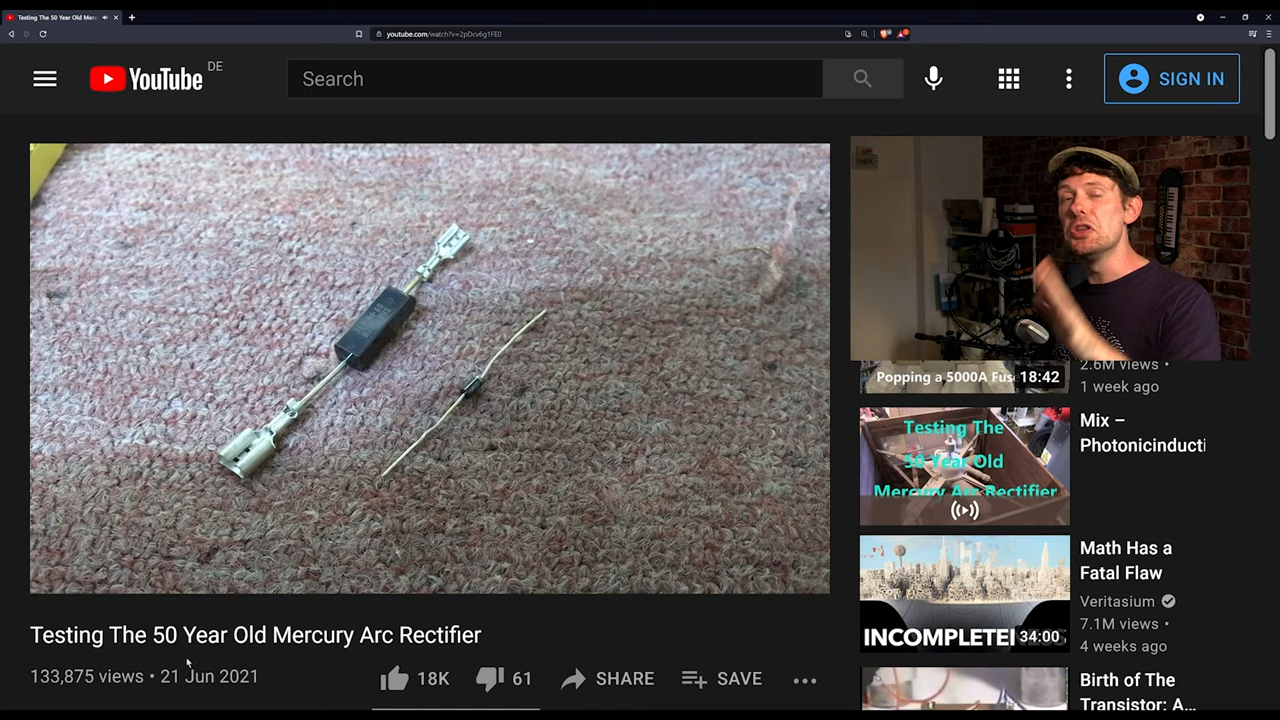 Testing The 50 Year Old Merc
youtube.com/watch?v=2pDcv6g1FE0
YouTube DE
Search
SIGN IN
Popping a 5000A Fus
18:42
2.6M views •
1 week ago
Testing The
50 Year Old
Mercury Arc Rectifier
Mix –
Photonicinducti
INCOMPLETE
34:00
Math Has a
Fatal Flaw
Veritasium
7.1M views •
4 weeks ago
Birth of The
Transistor: A...
Testing The 50 Year Old Mercury Arc Rectifier
133,875 views • 21 Jun 2021
18K
61
SHARE
SAVE